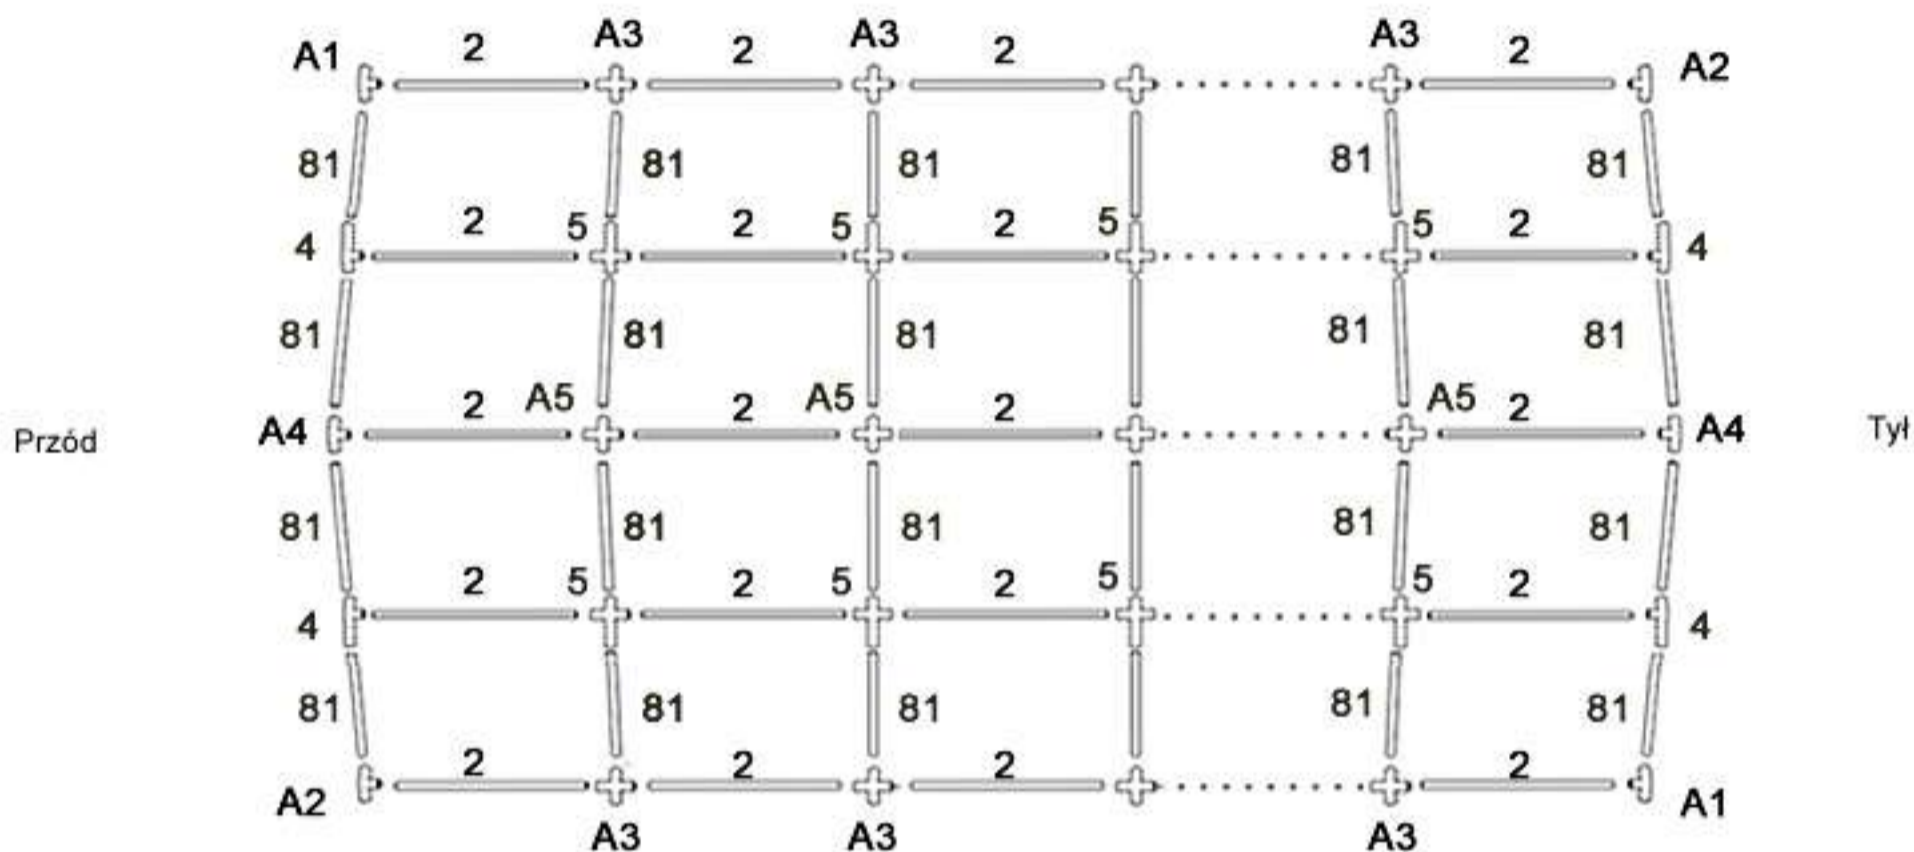 A1 2 A3 2 A3 2 A3 2 A2
81 81 81 81 81
4 2 5 2 5 2 5 5 2 4
81 81 81 81 81
Przód A4 2 A5 2 A5 2 A5 2 A4 Tył
81 81 81 81 81
4 2 5 2 5 2 5 5 2 4
81 81 81 81 81
A2 2 2 2 2 A1
A3 A3 A3